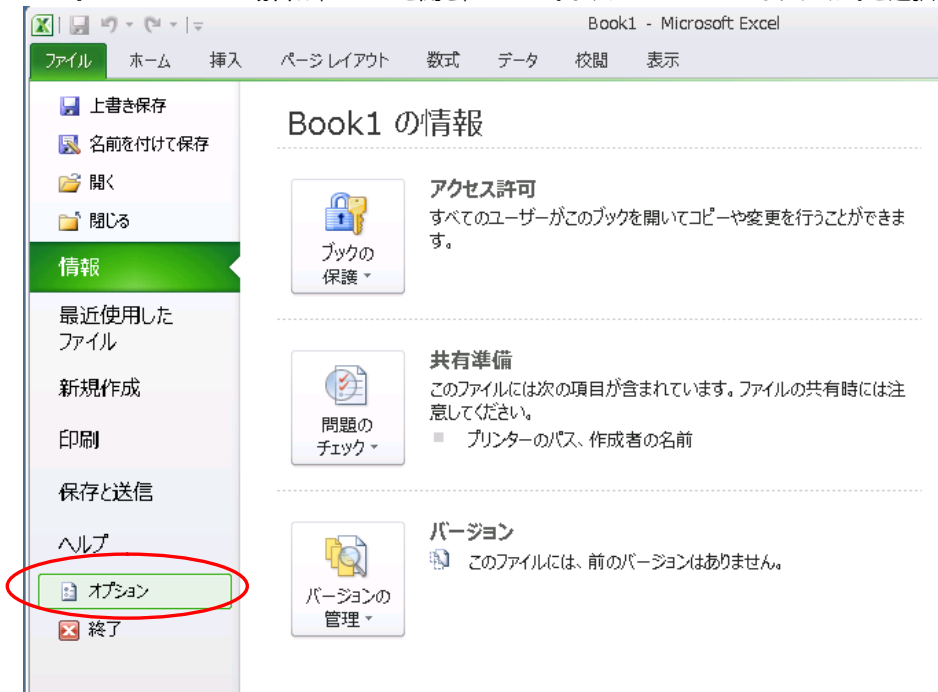 Book1 - Microsoft Excel
ファイル ホーム 挿入 ページ レイアウト 数式 データ 校閲 表示
上書き保存
名前を付けて保存
開く
閉じる
情報
最近使用した
ファイル
新規作成
印刷
保存と送信
ヘルプ
オプション
終了
Book1 の情報
ブックの
保護
アクセス許可
すべてのユーザーがこのブックを開いてコピーや変更を行うことができま
す。
問題の
チェック
共有準備
このファイルには次の項目が含まれています。ファイルの共有時には注
意してください。
プリンターのパス、作成者の名前
バージョンの
管理
バージョン
このファイルには、前のバージョンはありません。